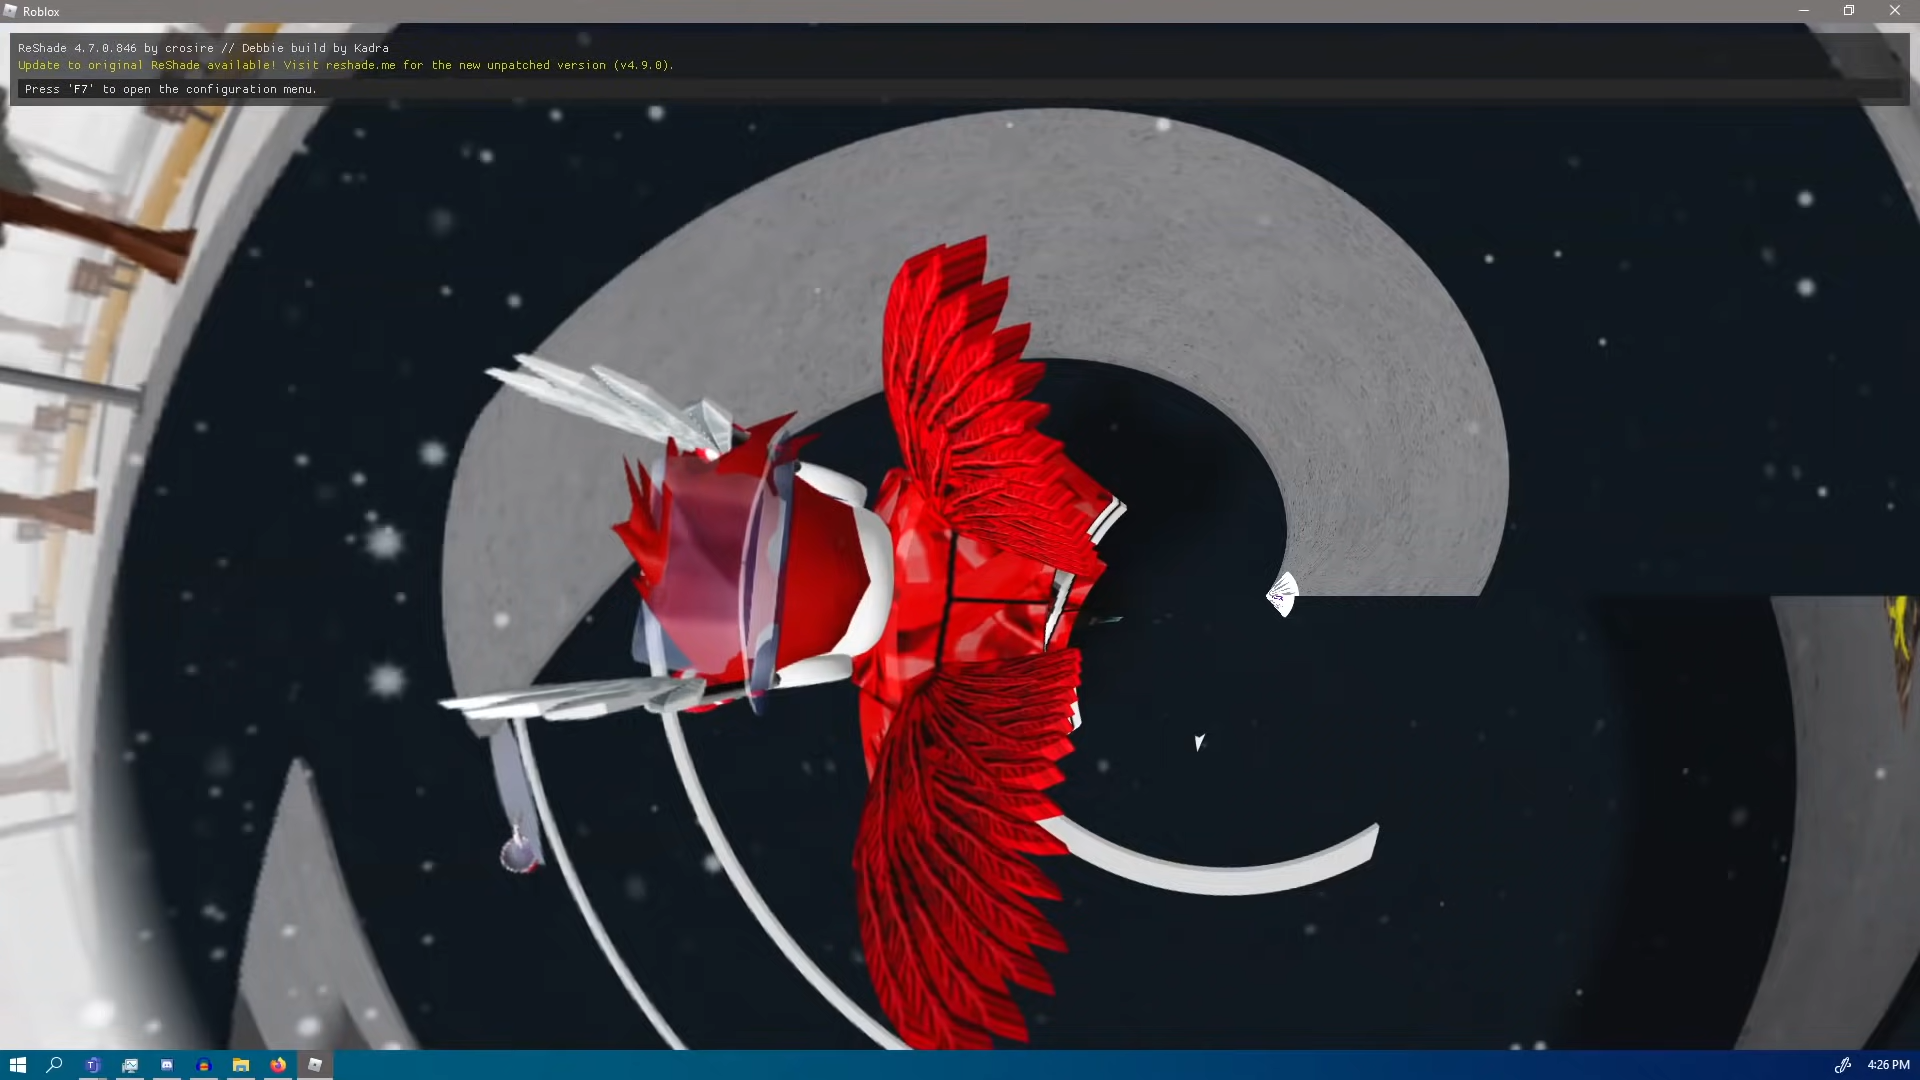 Roblox
ReShade 4.7.0.846 by crosire // Debbie build by Kadra
Update to original ReShade available! Visit reshade.me for the new unpatched version (v4.9.0).
Press 'F7' to open the configuration menu.
4:26 PM